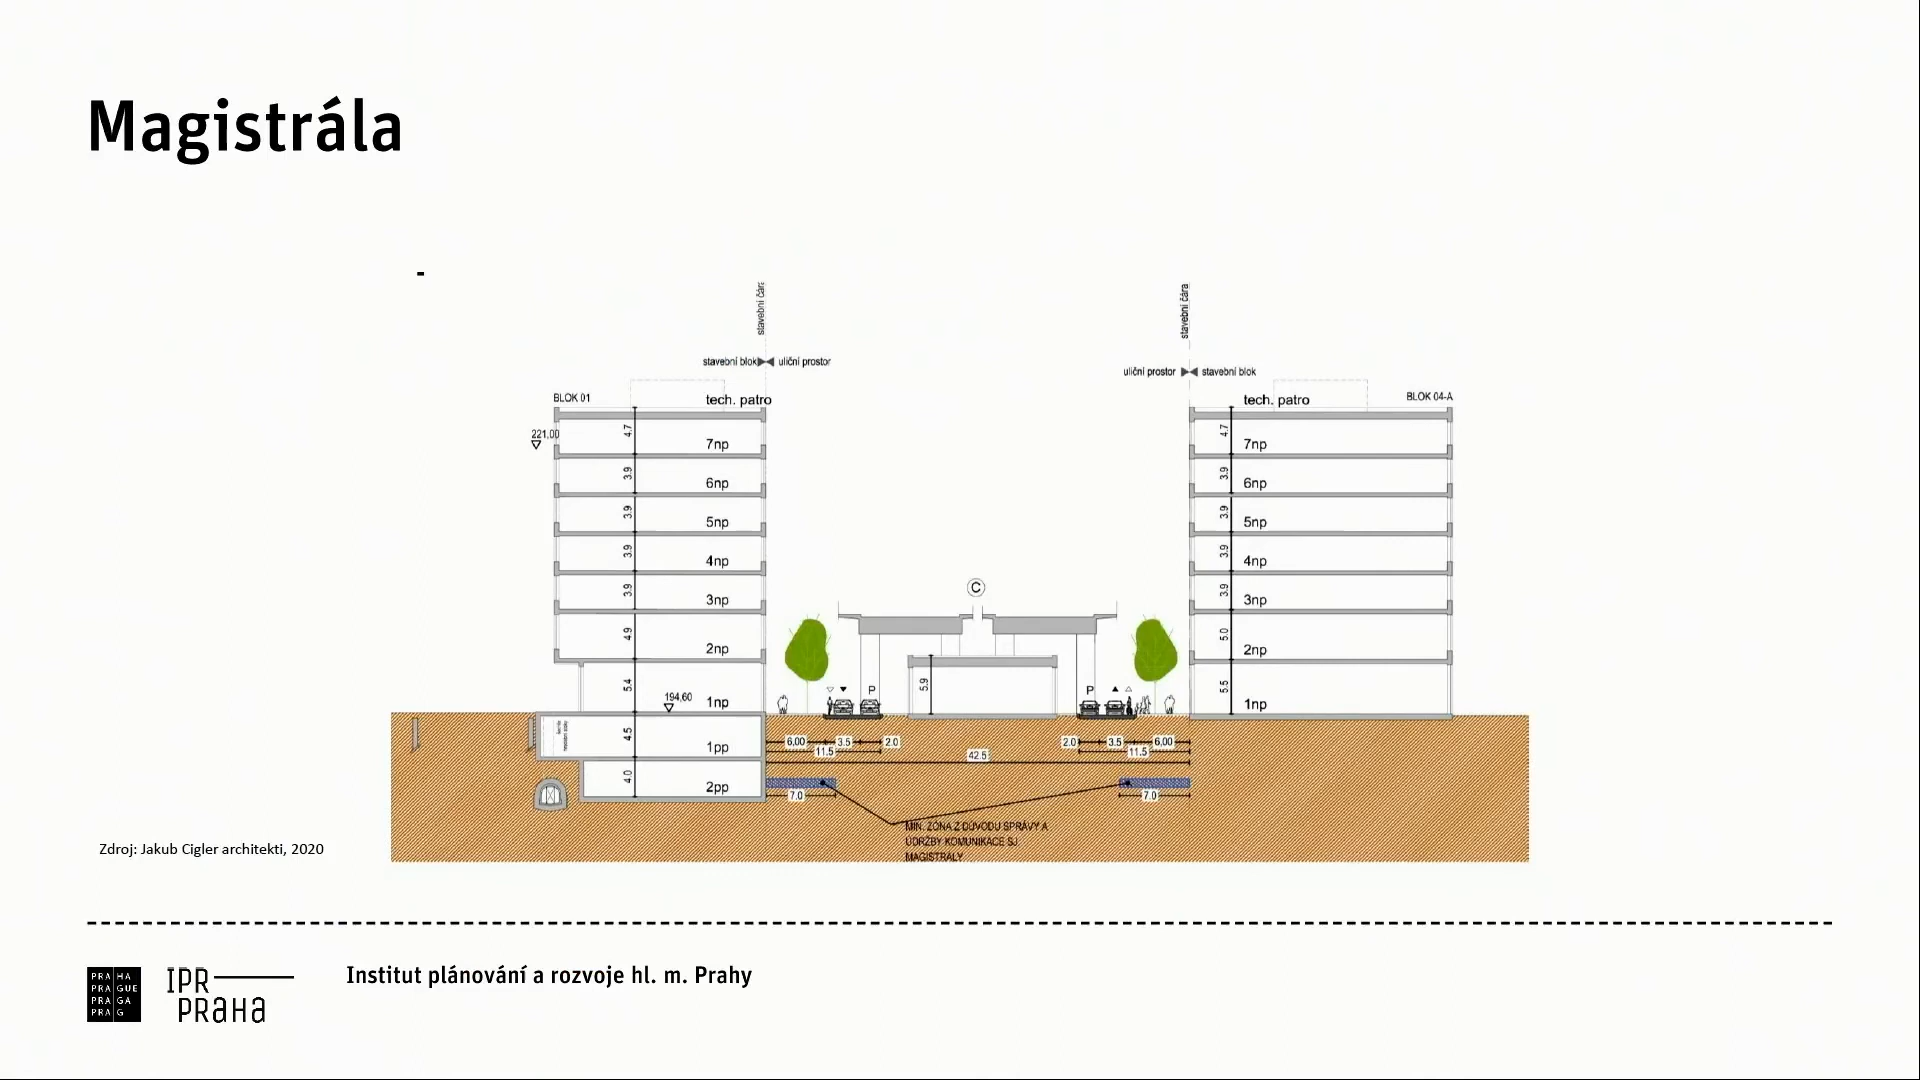 Magistrála
-
stavební čára
stavební čára
stavební blok uliční prostor
uliční prostor stavební blok
BLOK 01
tech. patro
tech. patro
BLOK 04-A
221,00
4.7
7np
4.7
7np
3.9
6np
3.9
6np
3.9
5np
3.9
5np
3.9
4np
3.9
4np
3.9
3np
3.9
3np
C
4.9
2np
5.0
2np
5.4
194,60
1np
P
5.9
P
5.5
1np
4.5
1pp
6,00 3.5 2.0
11.5
42.5
2.0 3.5 6,00
11.5
4.0
2pp
7.0
7.0
MIN. ZÓNA Z DŮVODU SPRÁVY A
ÚDRŽBY KOMUNIKACE SJ
MAGISTRÁLY
Zdroj: Jakub Cigler architekti, 2020
PRA HA
PRA GUE
PRA GA
PRA G
IPR
PRAHA
Institut plánování a rozvoje hl. m. Prahy